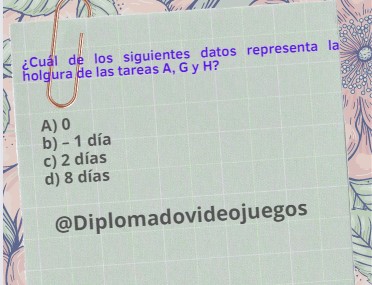 ¿Cuál de los siguientes datos representa la
holgura de las tareas A, G y H?
A) 0
b) – 1 día
c) 2 días
d) 8 días
@Diplomadovideojuegos